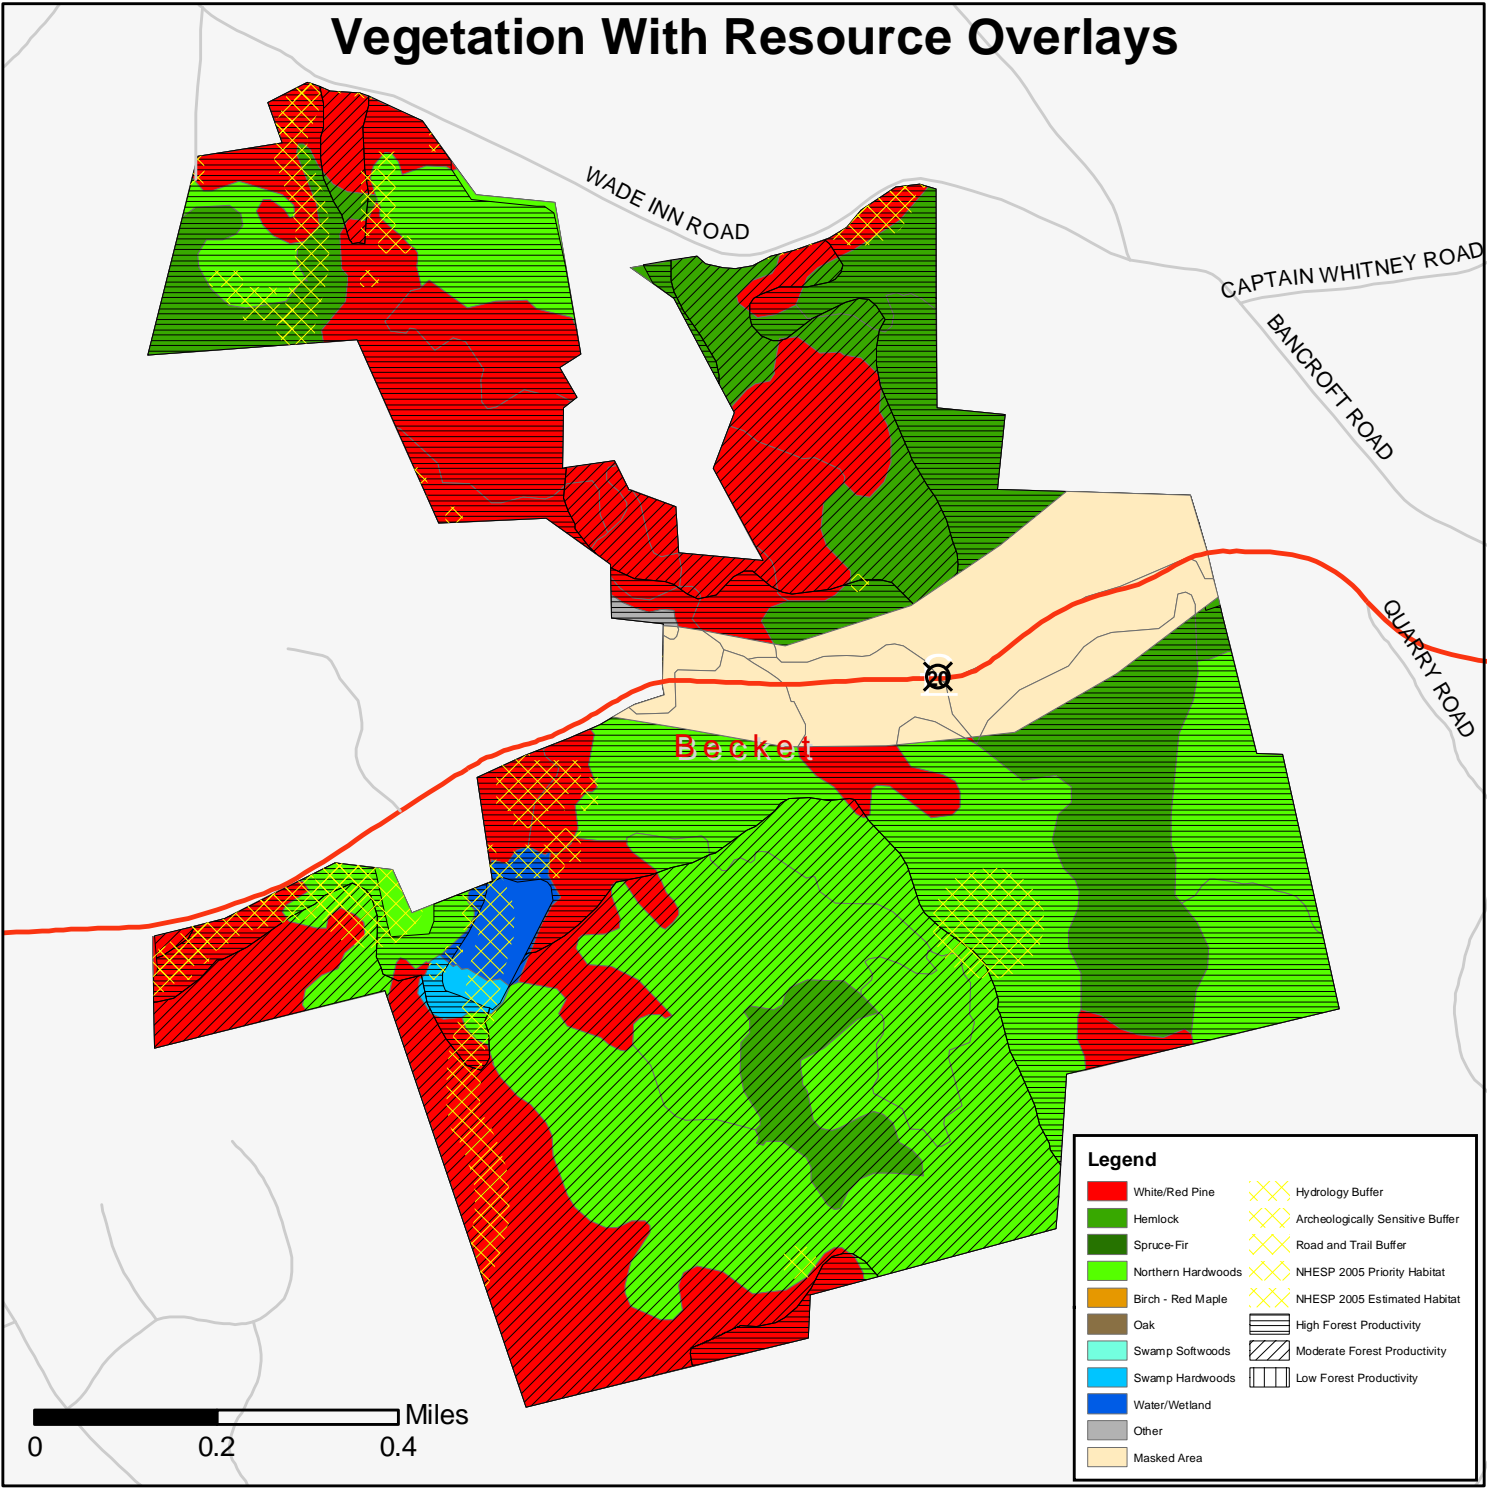 Vegetation With Resource Overlays
WADE INN ROAD
CAPTAIN WHITNEY ROAD
BANCROFT ROAD
QUARRY ROAD
20
Becket
Legend
White/Red Pine
Hemlock
Spruce-Fir
Northern Hardwoods
Birch - Red Maple
Oak
Swamp Softwoods
Swamp Hardwoods
Water/Wetland
Other
Masked Area
Hydrology Buffer
Archeologically Sensitive Buffer
Road and Trail Buffer
NHESP 2005 Priority Habitat
NHESP 2005 Estimated Habitat
High Forest Productivity
Moderate Forest Productivity
Low Forest Productivity
Miles
0 0.2 0.4